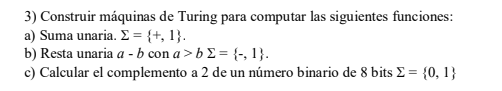 3) Construir máquinas de Turing para computar las siguientes funciones:
a) Suma unaria. Σ = {+, 1}.
b) Resta unaria a - b con a > b Σ = {-, 1}.
c) Calcular el complemento a 2 de un número binario de 8 bits Σ = {0, 1}